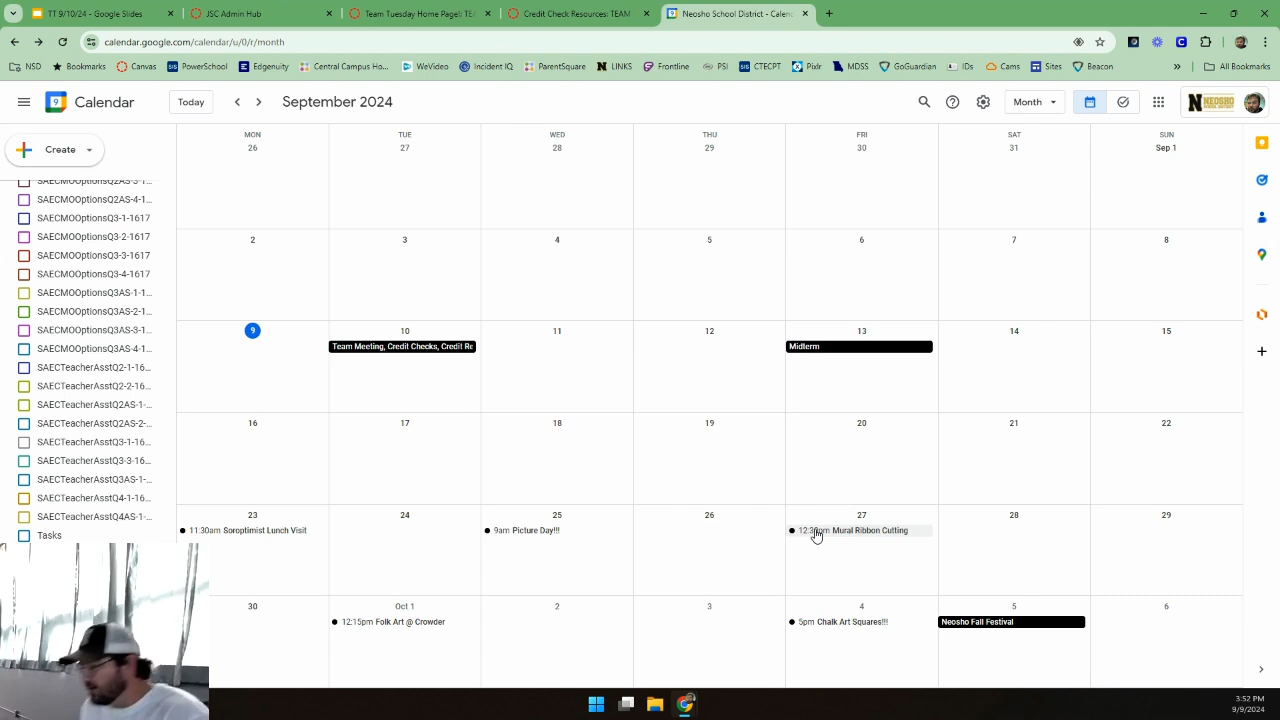 TT 9/10/24 - Google Slides
JSC Admin Hub
Team Tuesday Home Page: TE
Credit Check Resources: TEAM
Neosho School District - Calenc
calendar.google.com/calendar/u/0/r/month
NSD
Bookmarks
Canvas
PowerSchool
Edgenuity
Central Campus Ho...
WeVideo
Incident IQ
ParentSquare
LINKS
Frontline
PSI
CTECPT
Pixlr
MDSS
GoGuardian
IDs
Cams
Sites
Beacon
All Bookmarks
Calendar
Today
September 2024
Month
NEOSHO
Create
MON TUE WED THU FRI SAT SUN
26 27 28 29 30 31 Sep 1
SAECMOOptionsQ2AS-3-1...
SAECMOOptionsQ2AS-4-1...
SAECMOOptionsQ3-1-1617
SAECMOOptionsQ3-2-1617
SAECMOOptionsQ3-3-1617
SAECMOOptionsQ3-4-1617
SAECMOOptionsQ3AS-1-1...
SAECMOOptionsQ3AS-2-1...
SAECMOOptionsQ3AS-3-1...
SAECMOOptionsQ3AS-4-1...
SAECTeacherAsstQ2-1-16...
SAECTeacherAsstQ2-2-16...
SAECTeacherAsstQ2AS-1-...
SAECTeacherAsstQ2AS-2-...
SAECTeacherAsstQ3-1-16...
SAECTeacherAsstQ3-3-16...
SAECTeacherAsstQ3AS-1-...
SAECTeacherAsstQ4-1-16...
SAECTeacherAsstQ4AS-1-...
Tasks
2 3 4 5 6 7 8
9 10 11 12 13 14 15
Team Meeting, Credit Checks, Credit Re
Midterm
16 17 18 19 20 21 22
23 24 25 26 27 28 29
11:30am Soroptimist Lunch Visit
9am Picture Day!!!
12:30pm Mural Ribbon Cutting
30 Oct 1 2 3 4 5 6
12:15pm Folk Art @ Crowder
5pm Chalk Art Squares!!!
Neosho Fall Festival
3:52 PM
9/9/2024